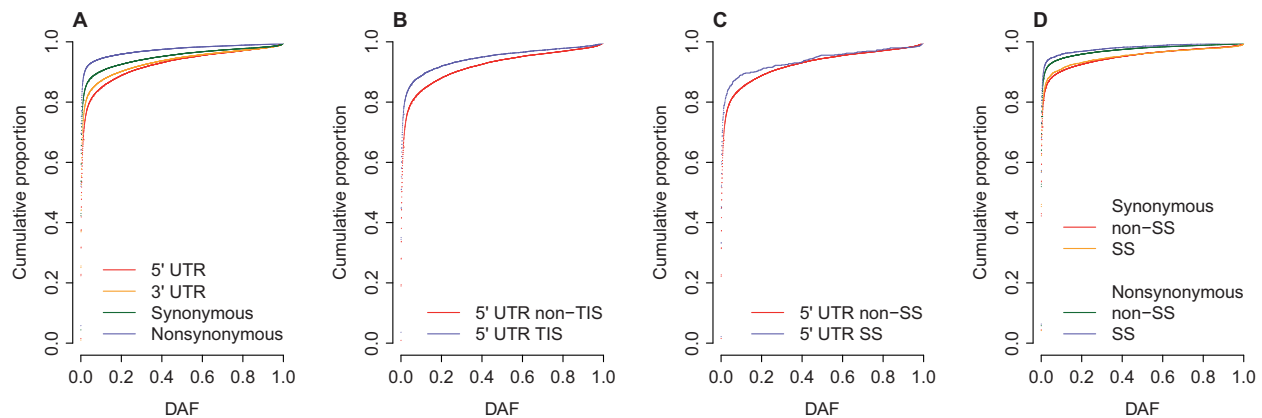 A
Cumulative proportion
0.0 0.2 0.4 0.6 0.8 1.0
5' UTR
3' UTR
Synonymous
Nonsynonymous
0.0 0.2 0.4 0.6 0.8 1.0
DAF
B
Cumulative proportion
0.0 0.2 0.4 0.6 0.8 1.0
5' UTR non−TIS
5' UTR TIS
0.0 0.2 0.4 0.6 0.8 1.0
DAF
C
Cumulative proportion
0.0 0.2 0.4 0.6 0.8 1.0
5' UTR non−SS
5' UTR SS
0.0 0.2 0.4 0.6 0.8 1.0
DAF
D
Cumulative proportion
0.0 0.2 0.4 0.6 0.8 1.0
Synonymous
non−SS
SS
Nonsynonymous
non−SS
SS
0.0 0.2 0.4 0.6 0.8 1.0
DAF